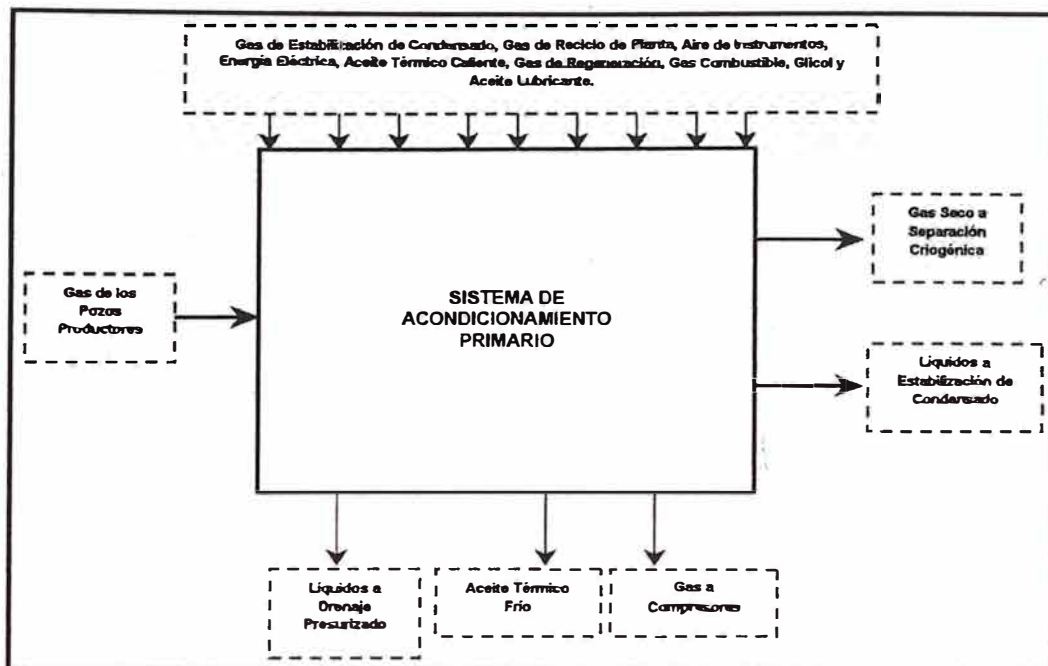 Gas de Estabilización de Condensado, Gas de Reciclo de Planta, Aire de Instrumentos,
Energía Eléctrica, Aceite Térmico Caliente, Gas de Regeneración, Gas Combustible, Glicol y
Aceite Lubricante.
Gas de los
Pozos
Productores
SISTEMA DE
ACONDICIONAMIENTO
PRIMARIO
Gas Seco a
Separación
Criogénica
Líquidos a
Estabilización de
Condensado
Líquidos a
Drenaje
Presurizado
Aceite Térmico
Frío
Gas a
Compresores